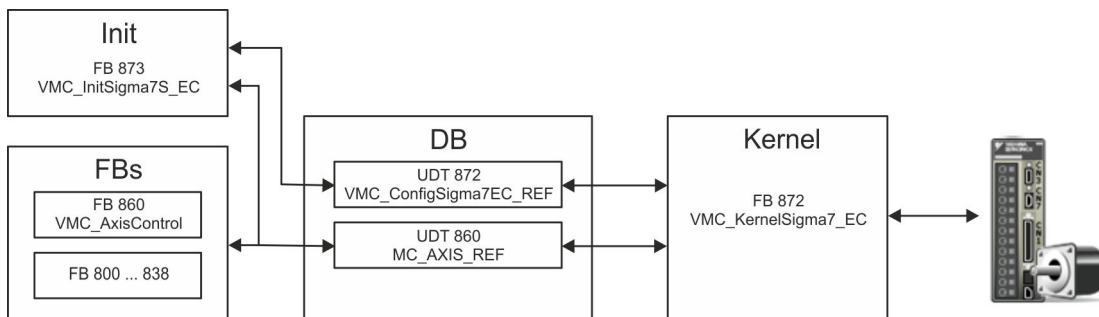 Init
FB 873
VMC_InitSigma7S_EC
FBs
FB 860
VMC_AxisControl
FB 800 ... 838
DB
UDT 872
VMC_ConfigSigma7EC_REF
UDT 860
MC_AXIS_REF
Kernel
FB 872
VMC_KernelSigma7_EC